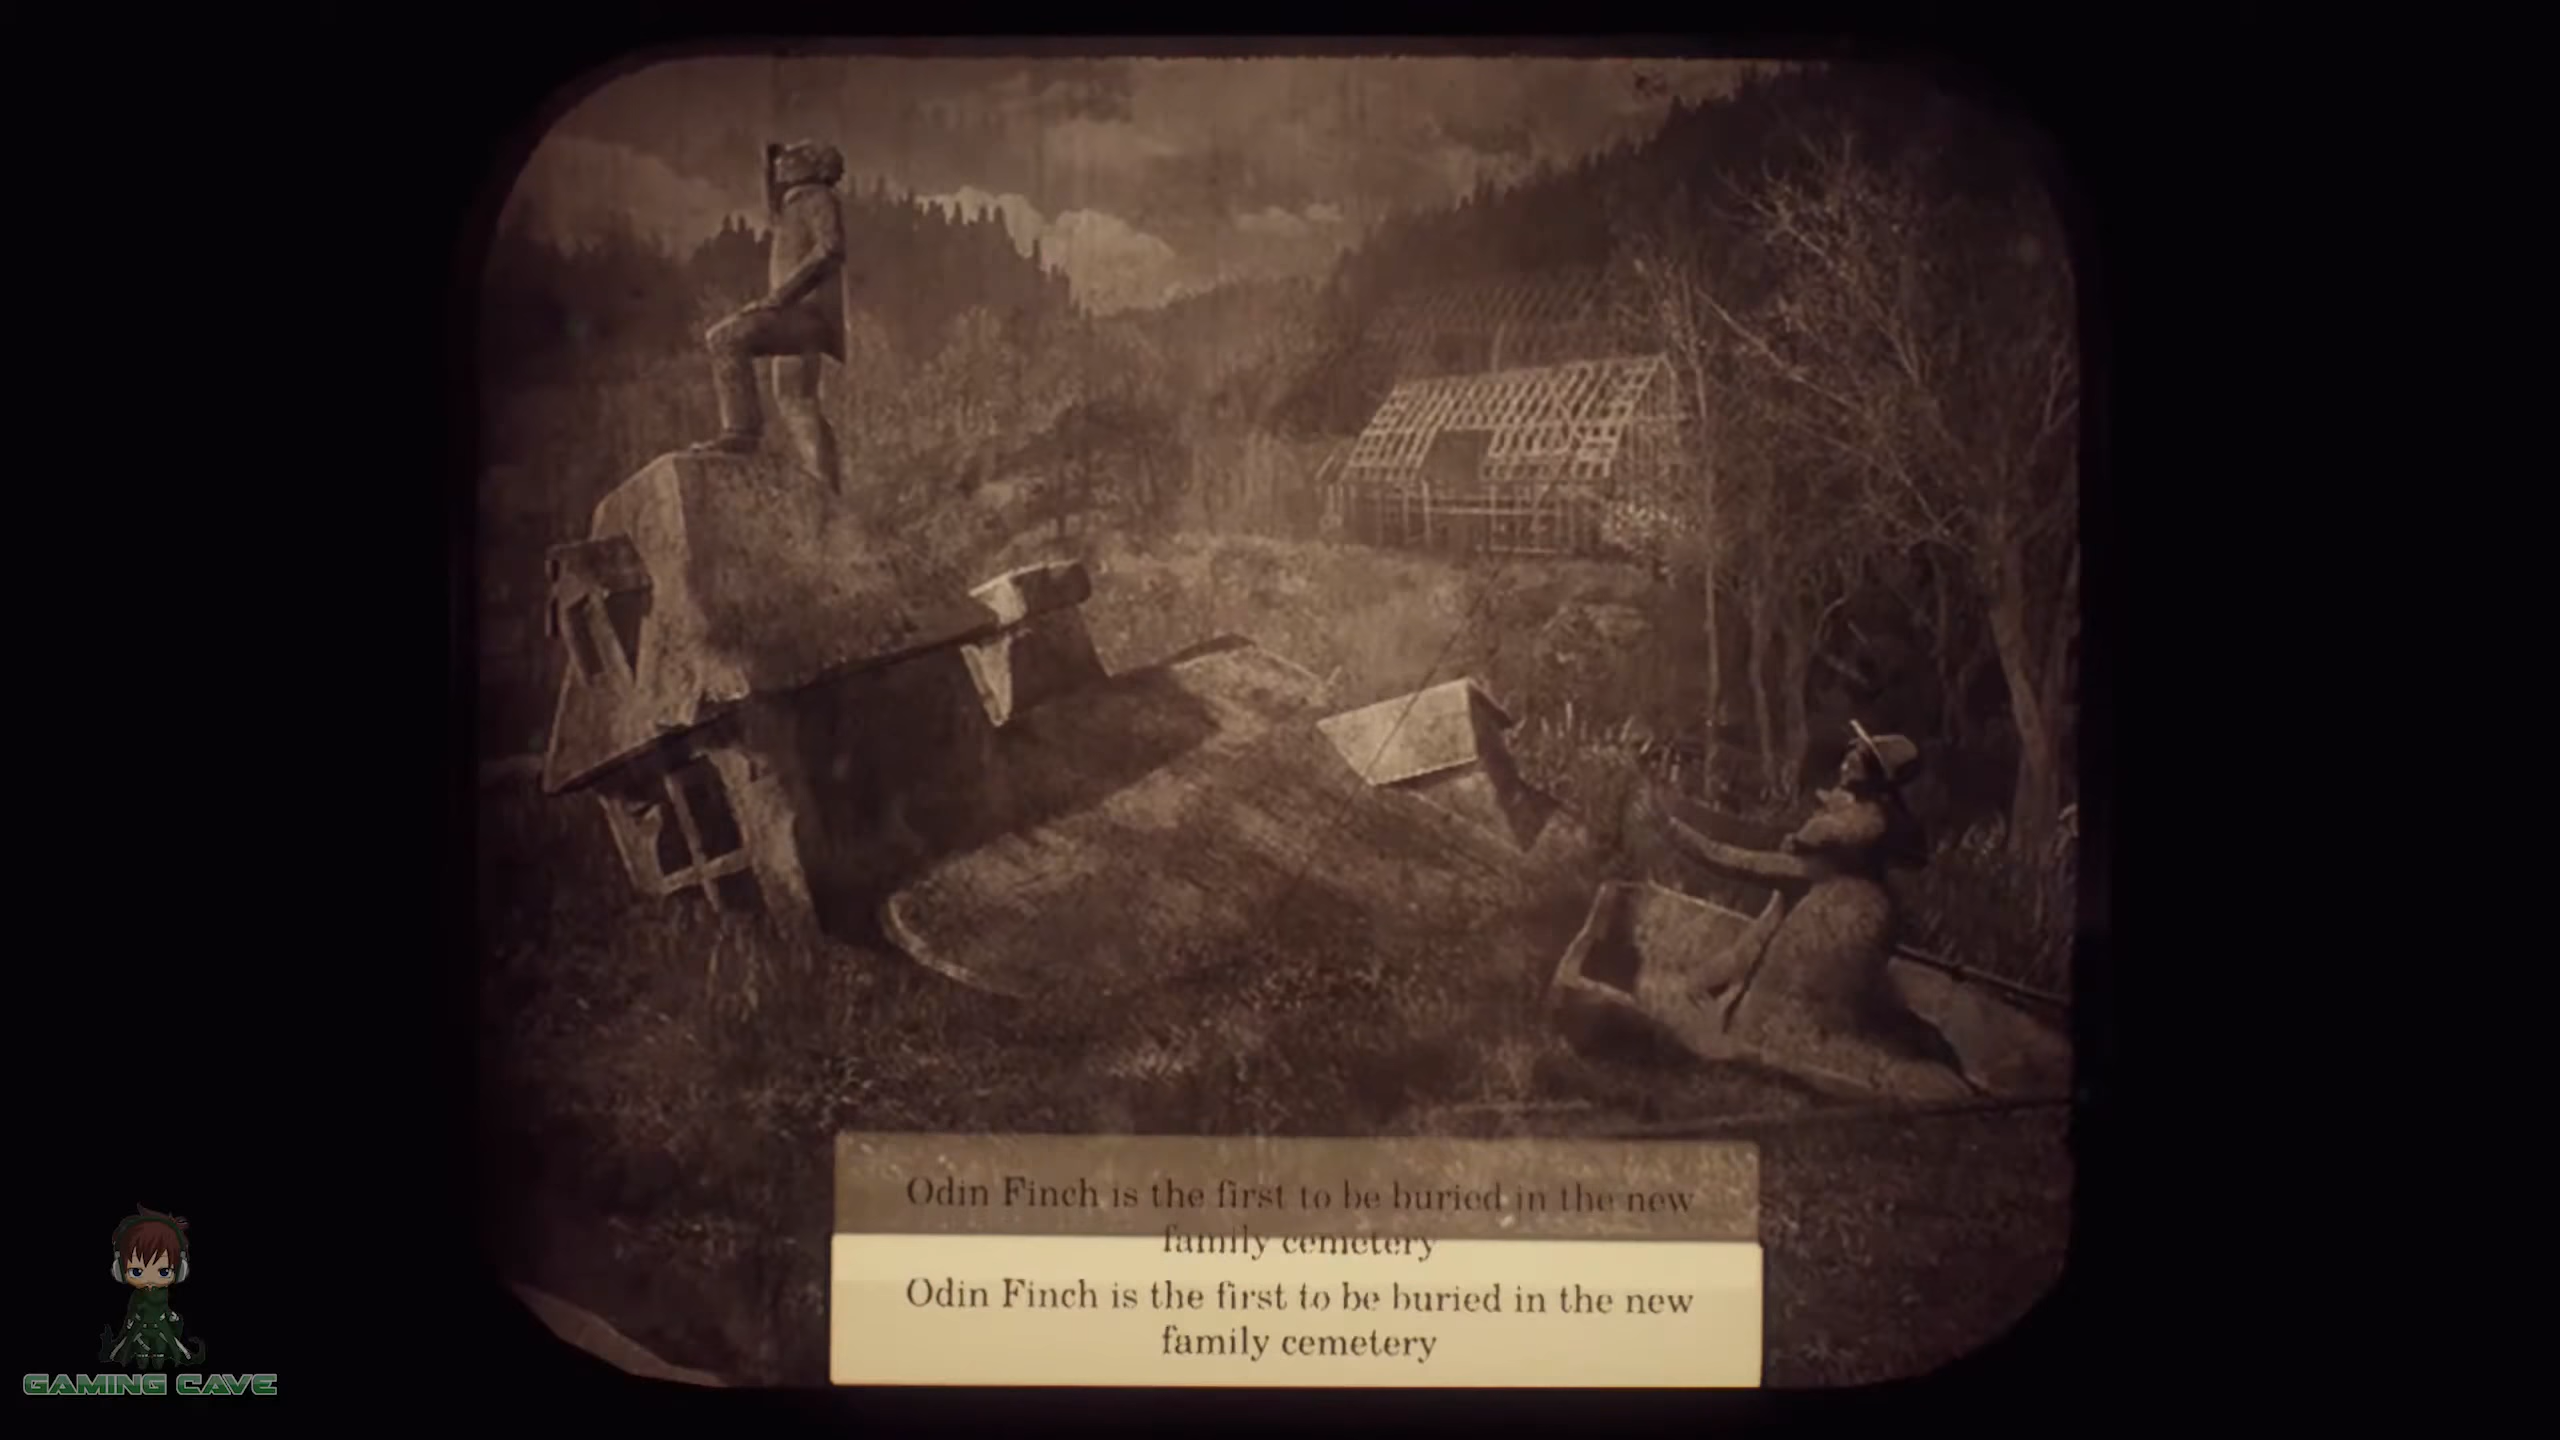 Odin Finch is the first to be buried in the new
family cemetery
Odin Finch is the first to be buried in the new
family cemetery
GAMING CAVE